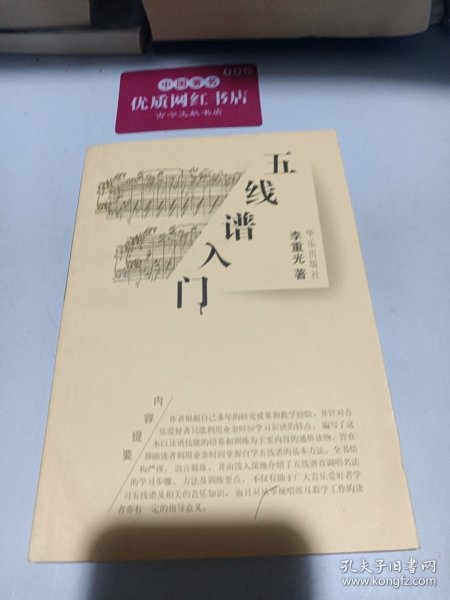 006
中国著名
优质网红书店
古今志私书店
五线谱入门
李重光 著
华乐出版社
内容提要
作者根据自己多年的研究成果和教学经验,并针对音
乐爱好者只能利用业余时间学习识谱的特点,编写了这
本以读谱技能的培养和训练为主要内容的通俗读物,旨在
帮助读者利用业余时间掌握自学五线谱的基本方法。全书结
构严谨,语言简练,并由浅入深地介绍了五线谱首调唱名法
的学习步骤、方法及训练要点,不仅有助于广大音乐爱好者学
习五线谱及相关的音乐知识,而且对从事视唱练耳教学工作的读
者亦有一定的指导意义。
孔夫子旧书网
www.kongfz.com